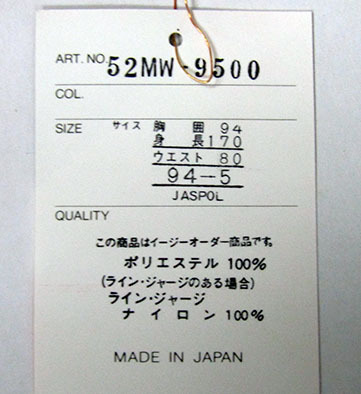 ART. NO. 52MW-9500
COL.
SIZE サイズ 胸囲 94
身長170
ウエスト 80
94-5
JASPOL
QUALITY
この商品はイージーオーダー商品です。
ポリエステル 100%
(ライン・ジャージのある場合)
ライン・ジャージ
ナイロン 100%
MADE IN JAPAN